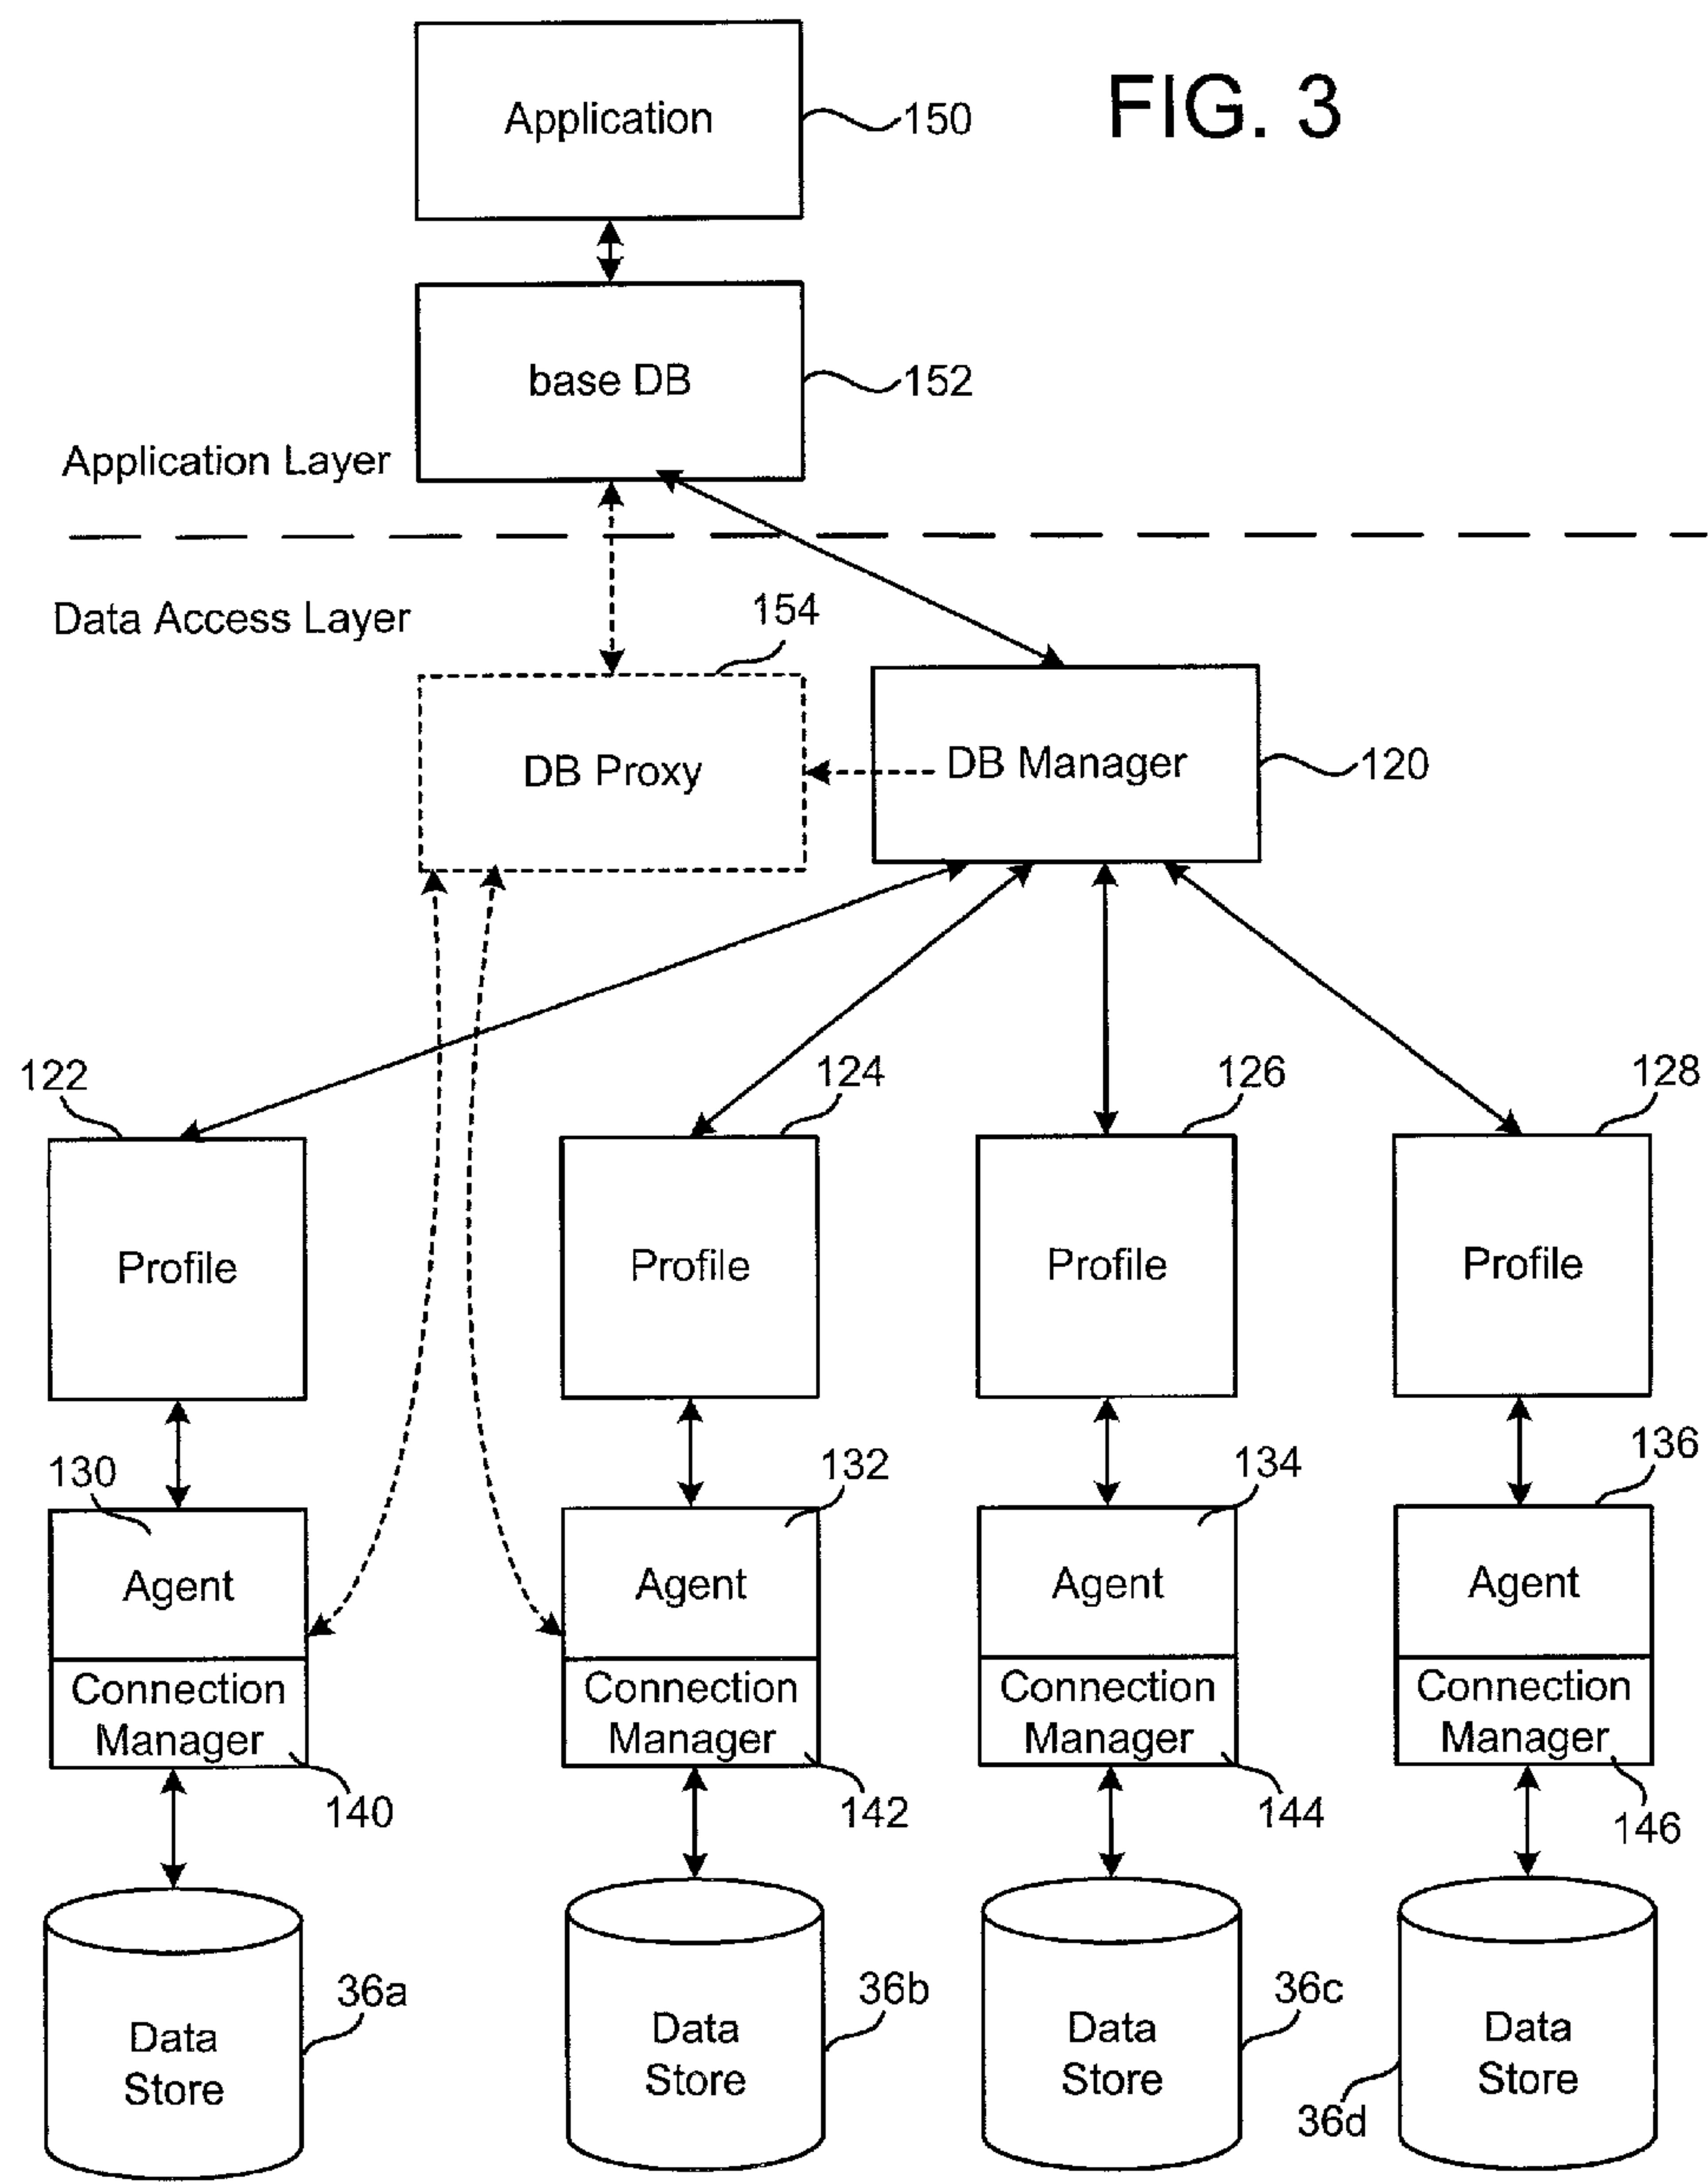 FIG. 3
Application
150
base DB
152
Application Layer
Data Access Layer
154
DB Proxy
DB Manager
120
122
124
126
128
Profile
Profile
Profile
Profile
130
132
134
136
Agent
Agent
Agent
Agent
Connection
Manager
Connection
Manager
Connection
Manager
Connection
Manager
140
142
144
146
36a
36b
36c
36d
Data
Store
Data
Store
Data
Store
Data
Store